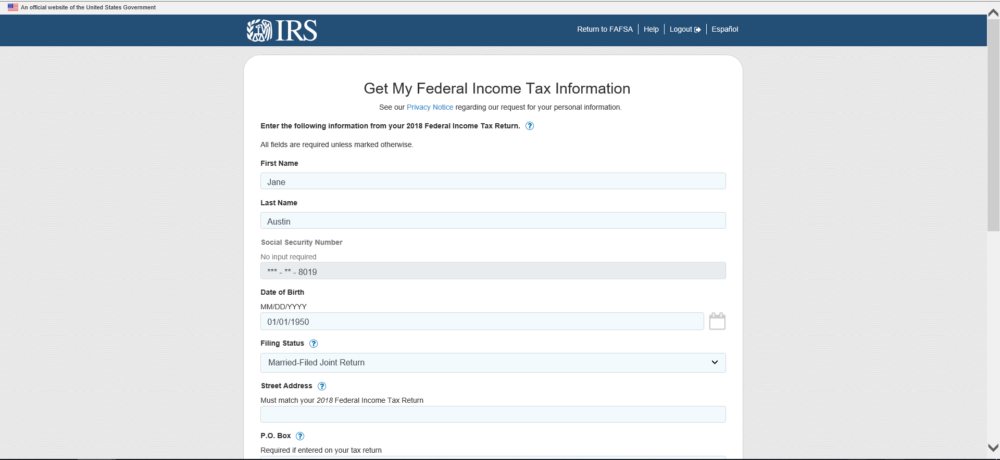 An official website of the United States Government
IRS
Return to FAFSA
Help
Logout
Español
Get My Federal Income Tax Information
See our Privacy Notice regarding our request for your personal information.
Enter the following information from your 2018 Federal Income Tax Return. ?
All fields are required unless marked otherwise.
First Name
Jane
Last Name
Austin
Social Security Number
No input required
*** - ** - 8019
Date of Birth
MM/DD/YYYY
01/01/1950
Filing Status ?
Married-Filed Joint Return
Street Address ?
Must match your 2018 Federal Income Tax Return
P.O. Box ?
Required if entered on your tax return